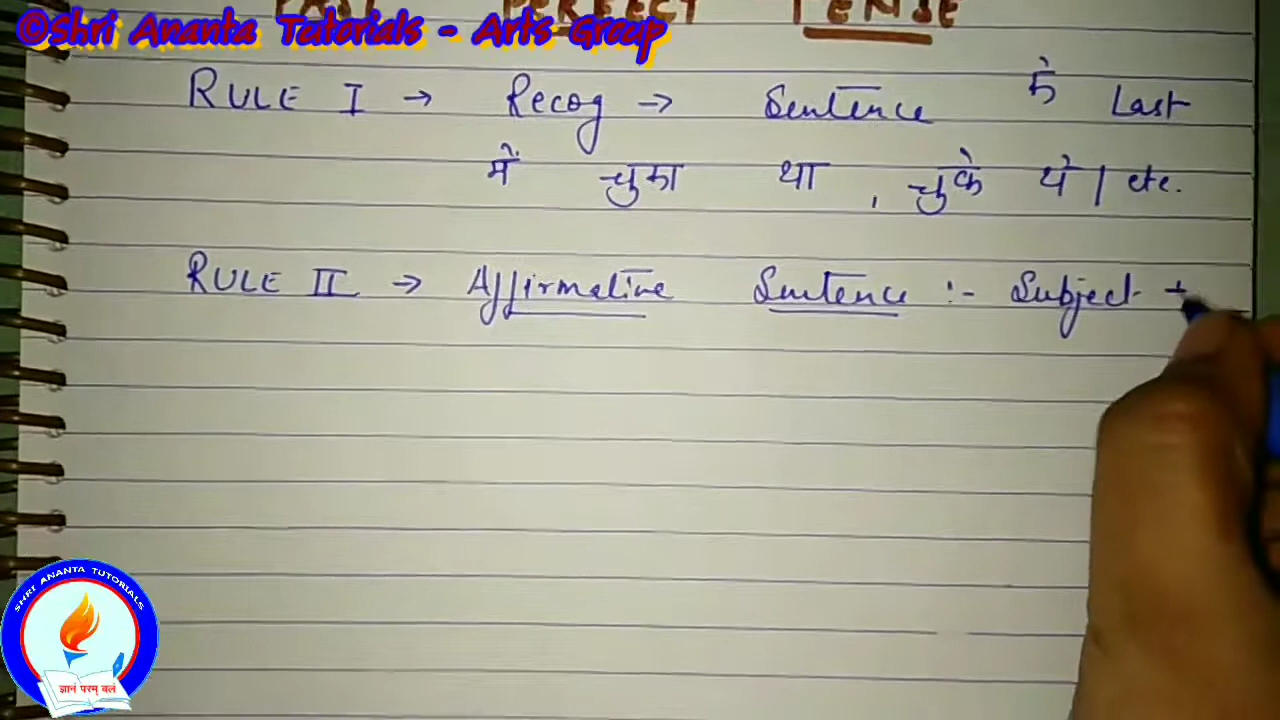 PAST PERFECT TENSE
©Shri Ananta Tutorials - Arts Group
RULE I → Recog → Sentence के Last
में चुका था , चुके थे | etc.
RULE II → Affirmative Sentence :- Subject +
SHRI ANANTA TUTORIALS
ज्ञानं परम् बलं